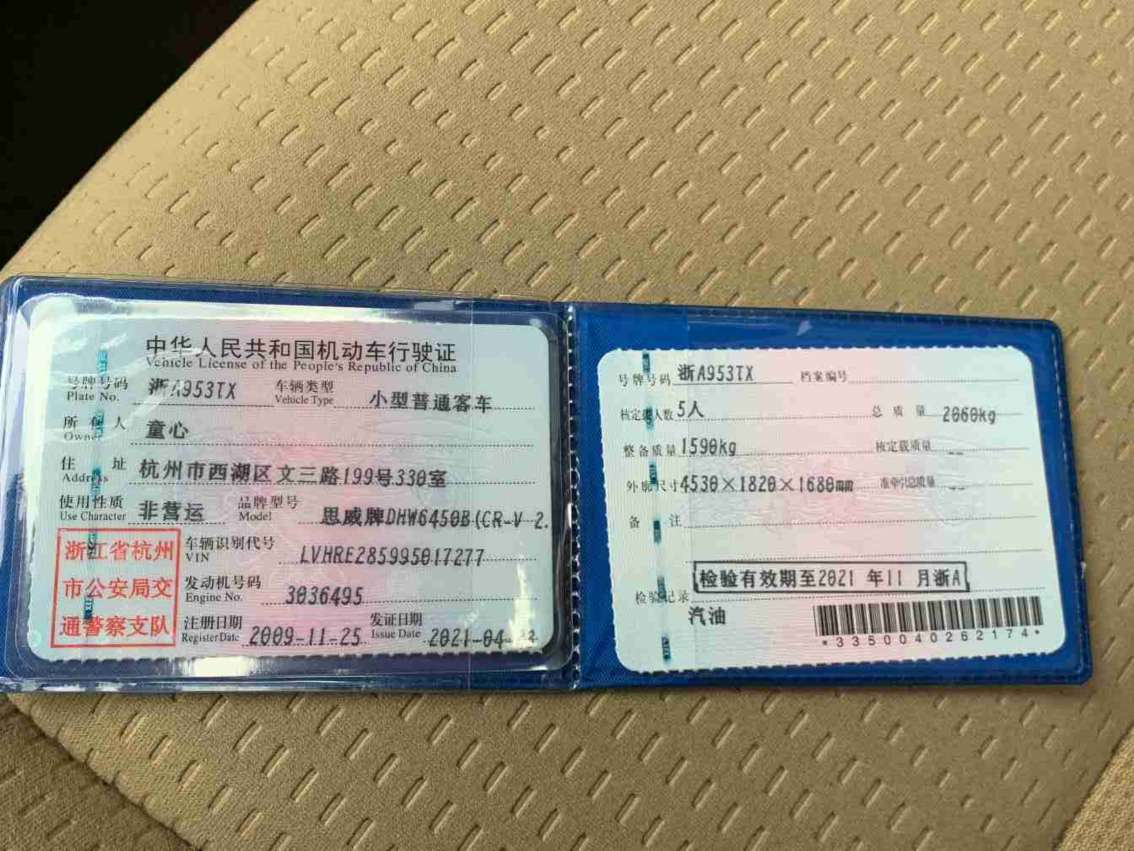 中华人民共和国机动车行驶证
Vehicle License of the People's Republic of China
号牌号码 浙A953TX 车辆类型 小型普通客车
Plate No. Vehicle Type
所有人 童心
Owner
住址 杭州市西湖区文三路199号330室
Address
使用性质 非营运 品牌型号 思威牌DHW6450B(CR-V 2.
Use Character Model
浙江省杭州
市公安局交
通警察支队
车辆识别代号 LVHRE285995017277
VIN
发动机号码 3036495
Engine No.
注册日期 2009-11-25 发证日期 2021-04-
Register Date Issue Date
号牌号码 浙A953TX 档案编号
核定载人数 5人 总质量 2060kg
整备质量 1590kg 核定载质量 --
外廓尺寸 4530×1820×1680mm 准牵引总质量 --
备注
检验有效期至2021年11月浙A
检验记录
汽油
*3350040262174*